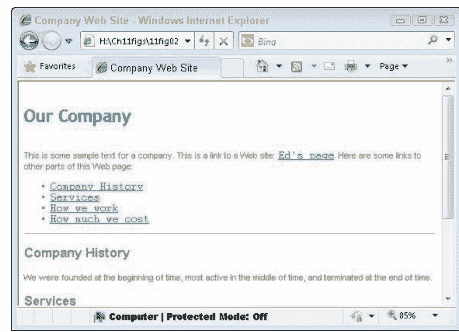 Company Web Site - Windows Internet Explorer
H:\Ch11figs\11fig02 Bing
Favorites Company Web Site Page
Our Company
This is some sample text for a company. This is a link to a Web site: Ed's page. Here are some links to
other parts of this Web page:
• Company History
• Services
• How we work
• How much we cost
Company History
We were founded at the beginning of time, most active in the middle of time, and terminated at the end of time.
Services
Computer | Protected Mode: Off 85%